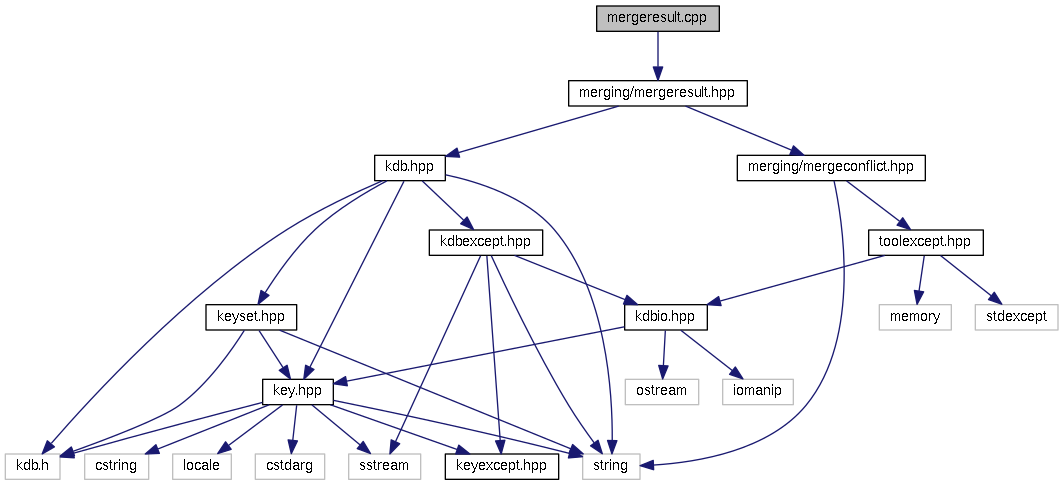 mergeresult.cpp
merging/mergeresult.hpp
kdb.hpp
merging/mergeconflict.hpp
kdbexcept.hpp
toolexcept.hpp
keyset.hpp
kdbio.hpp
memory
stdexcept
key.hpp
ostream
iomanip
kdb.h
cstring
locale
cstdarg
sstream
keyexcept.hpp
string